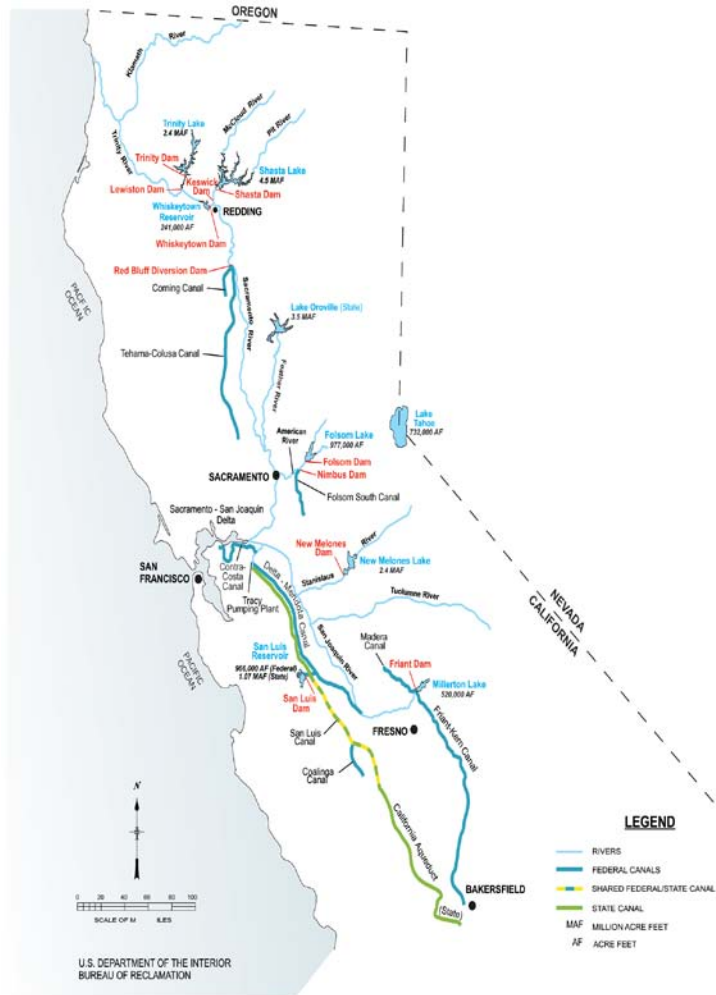 OREGON
Klamath River
McCloud River
Pit River
Trinity Lake
2.4 MAF
Trinity River
Trinity Dam
Shasta Lake
4.5 MAF
Keswick
Dam
Lewiston Dam
Shasta Dam
Whiskeytown
Reservoir
241,000 AF
REDDING
Whiskeytown Dam
Red Bluff Diversion Dam
PACIFIC
OCEAN
Corning Canal
Sacramento River
Lake Oroville (State)
3.5 MAF
Tehama-Colusa Canal
Feather River
Lake
Tahoe
732,000 AF
American
River
Folsom Lake
977,000 AF
Folsom Dam
SACRAMENTO
Nimbus Dam
Folsom South Canal
Sacramento - San Joaquin
Delta
New Melones
Dam
Stanislaus River
New Melones Lake
2.4 MAF
SAN
FRANCISCO
Contra-
Costa
Canal
Delta - Mendota Canal
Tracy
Pumping Plant
Tuolumne River
NEVADA
CALIFORNIA
San Joaquin River
Madera
Canal
PACIFIC
OCEAN
San Luis
Reservoir
966,000 AF (Federal)
1.07 MAF (State)
Friant Dam
Millerton Lake
520,000 AF
San Luis
Dam
San Luis
Canal
FRESNO
Friant-Kern Canal
Coalinga
Canal
N
California Aqueduct
(State)
BAKERSFIELD
LEGEND
RIVERS
FEDERAL CANALS
SHARED FEDERAL/STATE CANAL
STATE CANAL
MAF MILLION ACRE FEET
AF ACRE FEET
0 20 40 60 80 100
SCALE OF M ILES
U.S. DEPARTMENT OF THE INTERIOR
BUREAU OF RECLAMATION